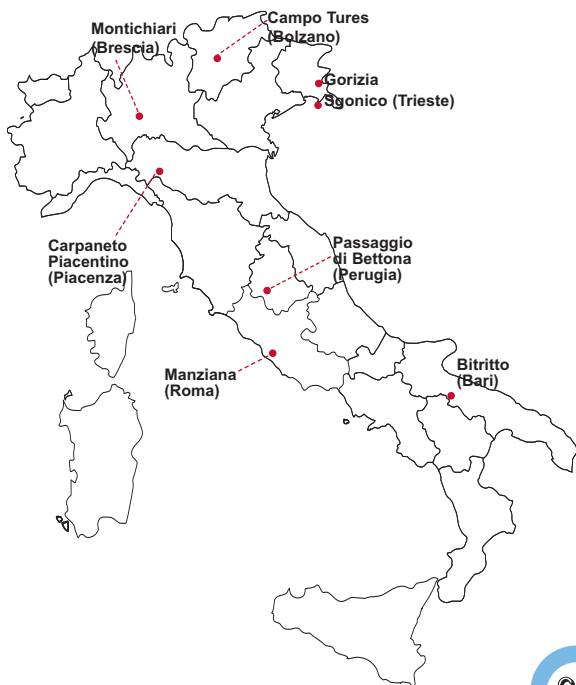 Campo Tures
(Bolzano)
Montichiari
(Brescia)
Gorizia
Sgonico (Trieste)
Carpaneto
Piacentino
(Piacenza)
Passaggio
di Bettona
(Perugia)
Manziana
(Roma)
Bitritto
(Bari)